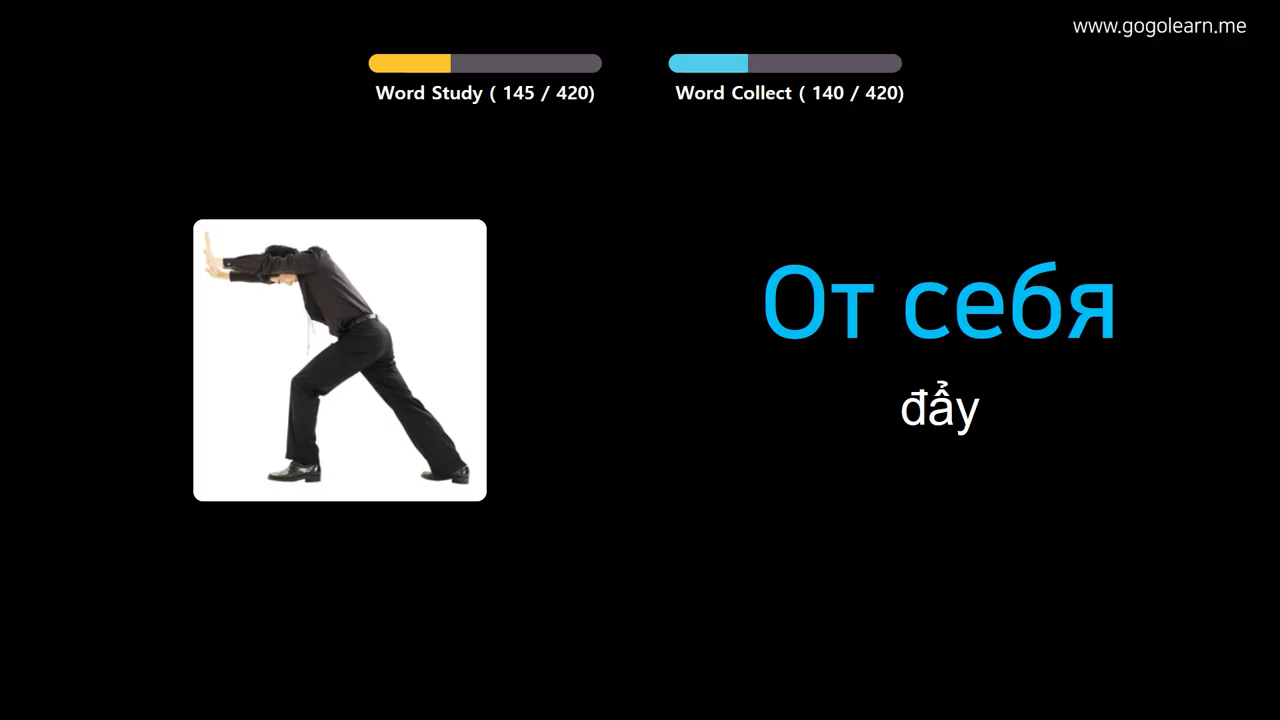 www.gogolearn.me
Word Study ( 145 / 420)
Word Collect ( 140 / 420)
От себя
đẩy